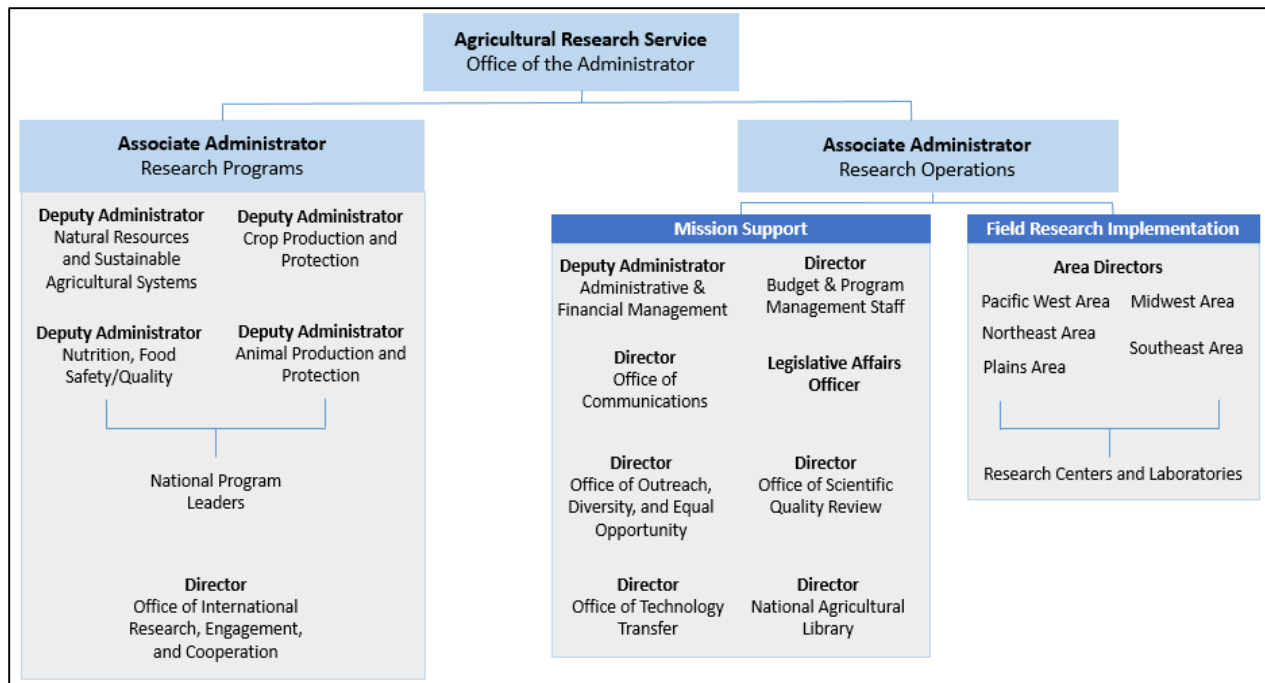 Agricultural Research Service
Office of the Administrator
Associate Administrator
Research Programs
Deputy Administrator
Natural Resources
and Sustainable
Agricultural Systems
Deputy Administrator
Crop Production and
Protection
Deputy Administrator
Nutrition, Food
Safety/Quality
Deputy Administrator
Animal Production and
Protection
National Program
Leaders
Director
Office of International
Research, Engagement,
and Cooperation
Associate Administrator
Research Operations
Mission Support
Deputy Administrator
Administrative &
Financial Management
Director
Budget & Program
Management Staff
Director
Office of
Communications
Legislative Affairs
Officer
Director
Office of Outreach,
Diversity, and Equal
Opportunity
Director
Office of Scientific
Quality Review
Director
Office of Technology
Transfer
Director
National Agricultural
Library
Field Research Implementation
Area Directors
Pacific West Area
Midwest Area
Northeast Area
Southeast Area
Plains Area
Research Centers and Laboratories